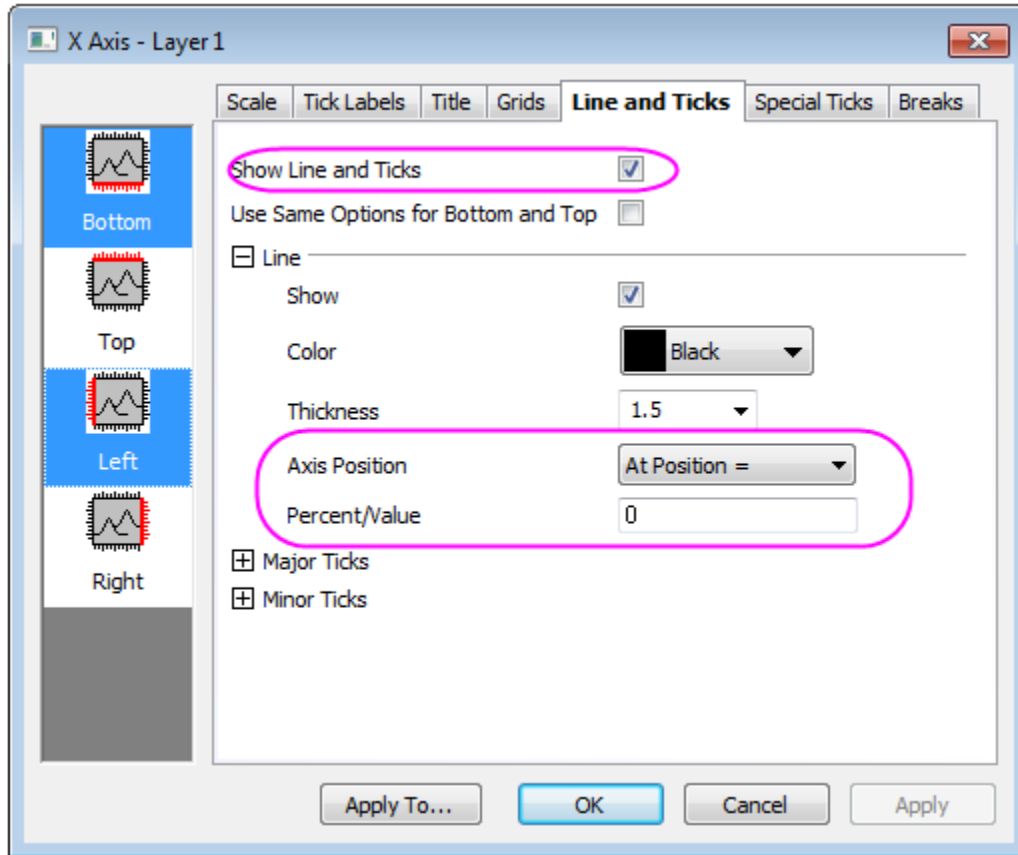 X Axis - Layer 1
Scale Tick Labels Title Grids Line and Ticks Special Ticks Breaks
Bottom
Top
Left
Right
Show Line and Ticks
Use Same Options for Bottom and Top
Line
Show
Color Black
Thickness 1.5
Axis Position At Position =
Percent/Value 0
Major Ticks
Minor Ticks
Apply To... OK Cancel Apply